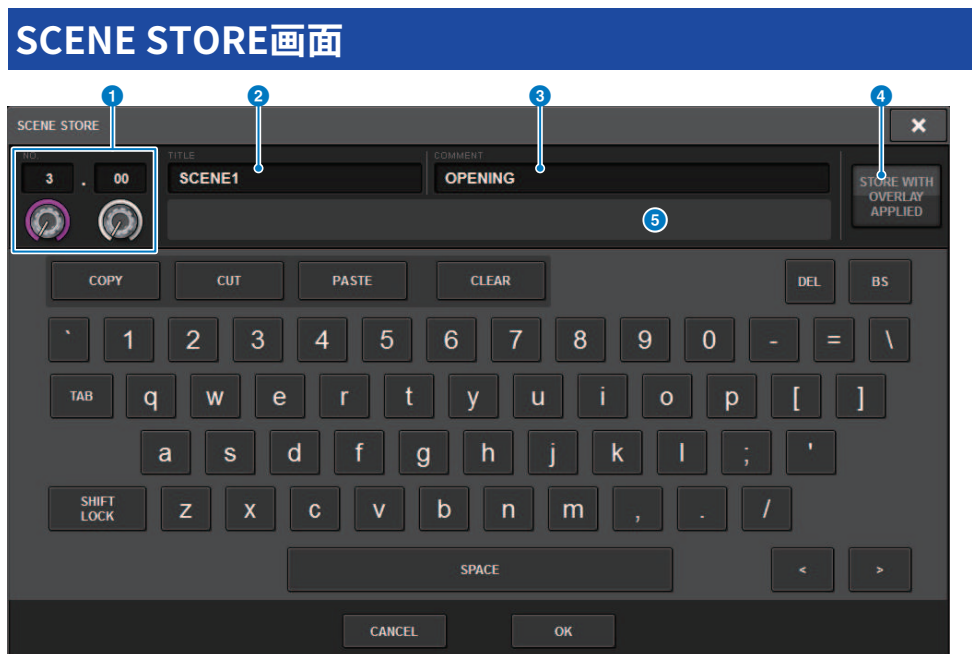 SCENE STORE画面
1 2 3 4
SCENE STORE ×
NO. TITLE COMMENT
3 . 00 SCENE1 OPENING
STORE WITH
OVERLAY
APPLIED
5
COPY CUT PASTE CLEAR DEL BS
` 1 2 3 4 5 6 7 8 9 0 - = \
TAB q w e r t y u i o p [ ]
a s d f g h j k l ; '
SHIFT
LOCK
z x c v b n m , . /
SPACE < >
CANCEL OK